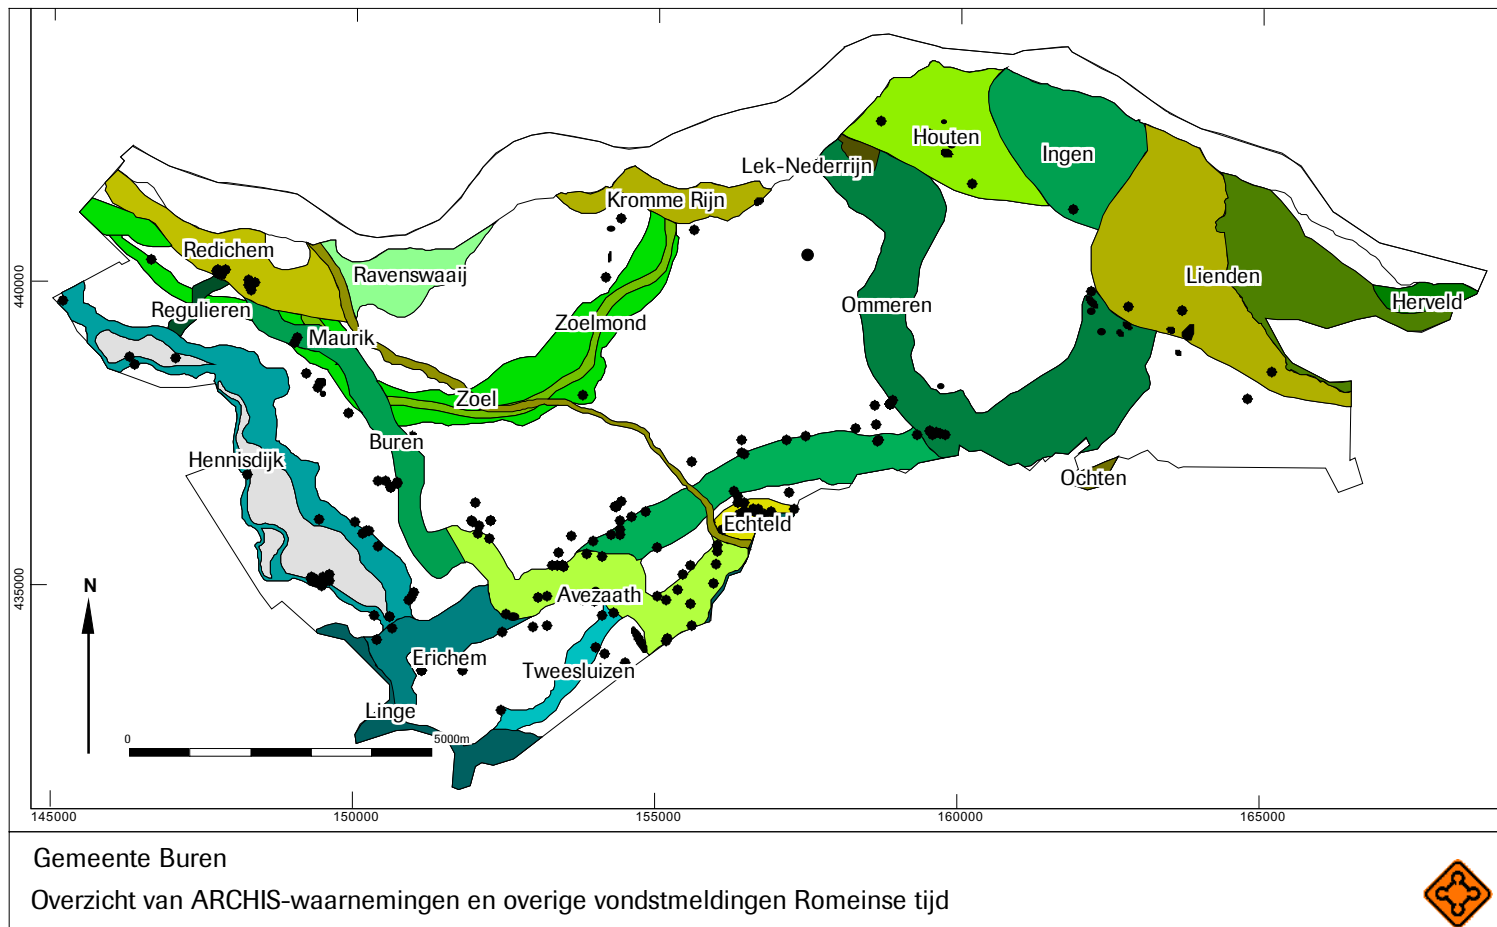 Houten
Ingen
Lek-Nederrijn
Kromme Rijn
Redichem
Ravenswaaij
Lienden
440000
Herveld
Ommeren
Regulieren
Zoelmond
Maurik
Zoel
Buren
Hennisdijk
Ochten
Echteld
435000
N
Avezaath
Erichem
Tweesluizen
Linge
0
5000m
145000
150000
155000
160000
165000
Gemeente Buren
Overzicht van ARCHIS-waarnemingen en overige vondstmeldingen Romeinse tijd